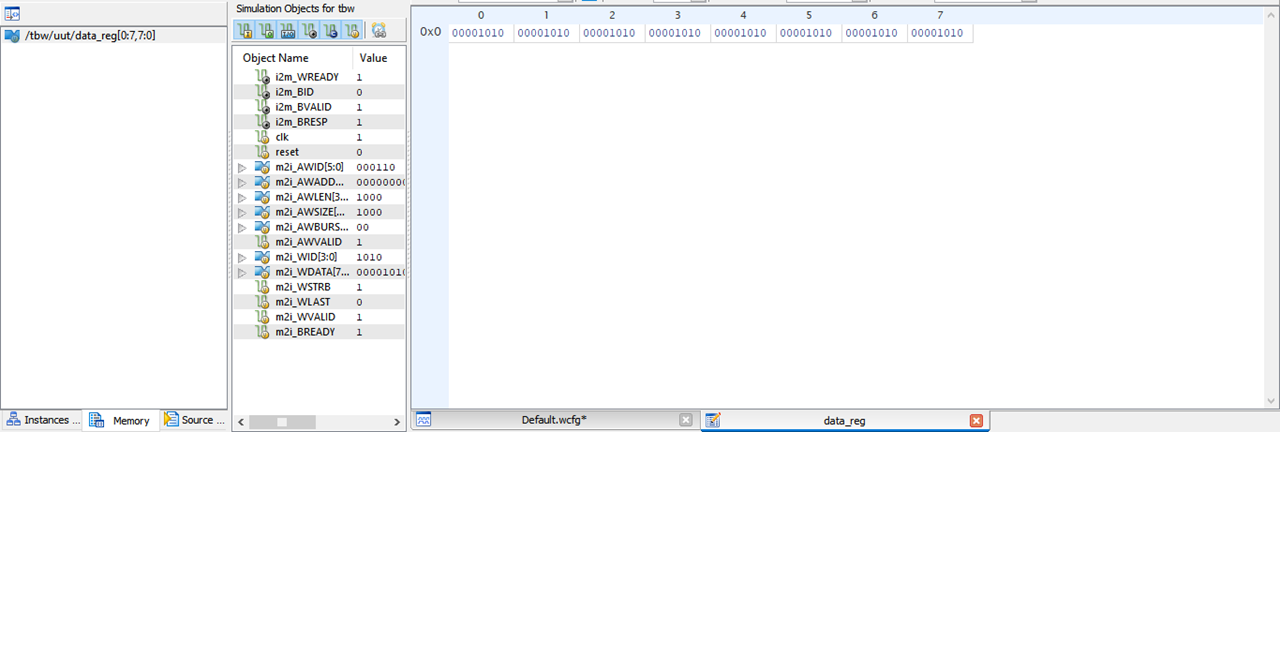 Simulation Objects for tbw
/tbw/uut/data_reg[0:7,7:0]
Object Name Value
i2m_WREADY 1
i2m_BID 0
i2m_BVALID 1
i2m_BRESP 1
clk 1
reset 0
m2i_AWID[5:0] 000110
m2i_AWADD... 00000000
m2i_AWLEN[3... 1000
m2i_AWSIZE[... 1000
m2i_AWBURS... 00
m2i_AWVALID 1
m2i_WID[3:0] 1010
m2i_WDATA[7... 00001010
m2i_WSTRB 1
m2i_WLAST 0
m2i_WVALID 1
m2i_BREADY 1
0 1 2 3 4 5 6 7
0x0 00001010 00001010 00001010 00001010 00001010 00001010 00001010 00001010
Instances ... Memory Source ...
Default.wcfg* data_reg